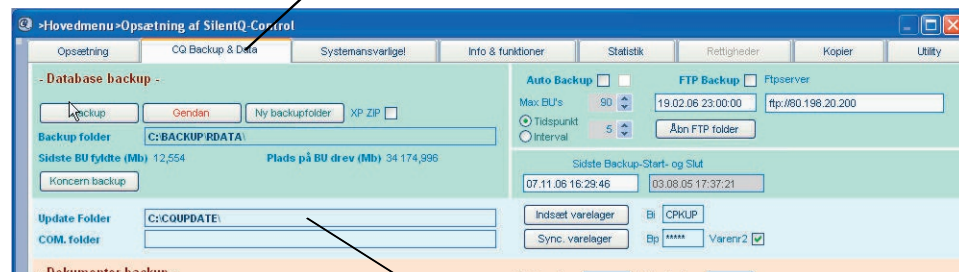 >Hovedmenu>Opsætning af SilentQ-Control
Opsætning CQ Backup & Data Systemansvarlige! Info & funktioner Statistik Rettigheder Kopier Utility
- Database backup -
Auto Backup FTP Backup Ftpserver
Max BU's 90 19.02.06 23:00:00 ftp://80.198.20.200
Backup Gendan Ny backupfolder XP ZIP
Tidspunkt
Interval 5 Åbn FTP folder
Backup folder C:\BACKUP\RDATA\
Sidste BU fyldte (Mb) 12,554 Plads på BU drev (Mb) 34 174,996
Sidste Backup-Start- og Slut
Koncern backup 07.11.06 16:29:46 03.08.05 17:37:21
Update Folder C:\CQUPDATE\ Indsæt varelager Bi CPKUP
COM. folder Sync. varelager Bp ***** Varenr2
- Dokumenter backup